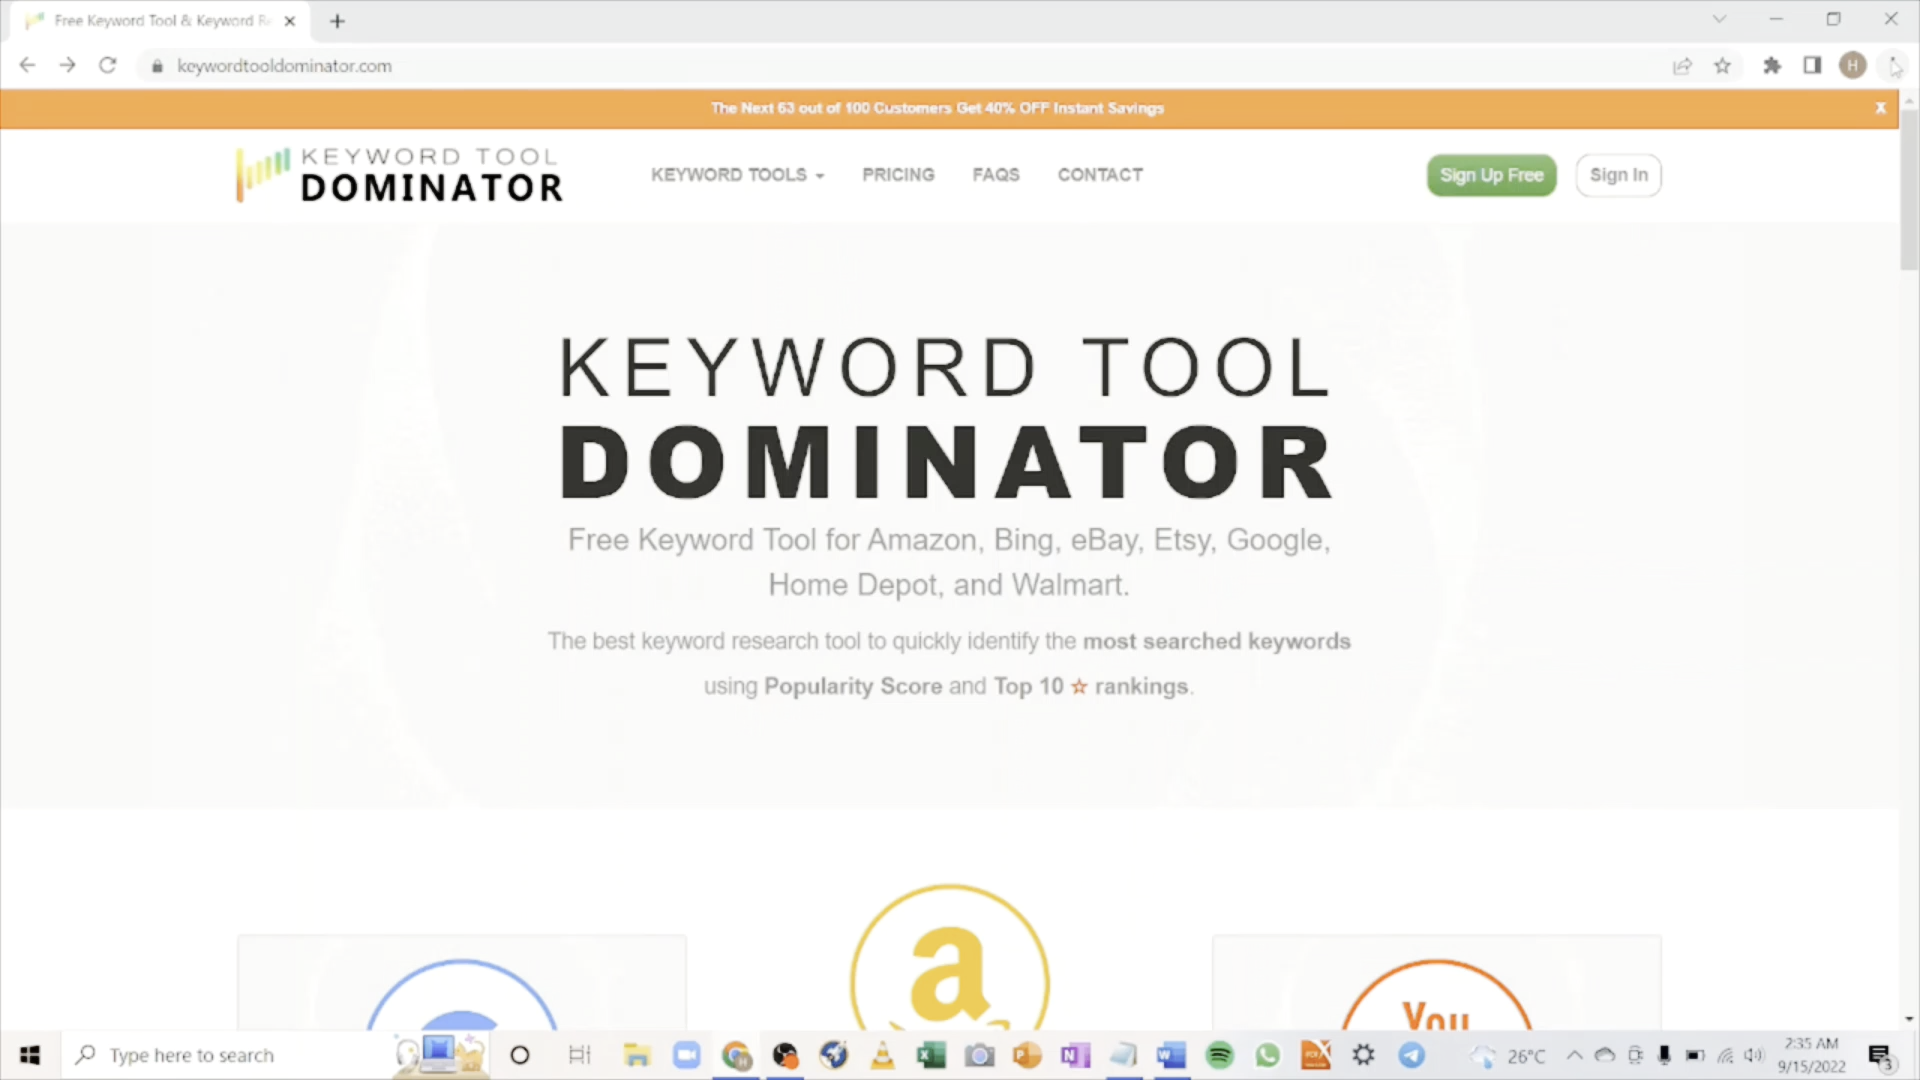 Free Keyword Tool & Keyword Re
keywordtooldominator.com
H
The Next 63 out of 100 Customers Get 40% OFF Instant Savings
X
KEYWORD TOOL
DOMINATOR
KEYWORD TOOLS
PRICING
FAQS
CONTACT
Sign Up Free
Sign In
KEYWORD TOOL
DOMINATOR
Free Keyword Tool for Amazon, Bing, eBay, Etsy, Google,
Home Depot, and Walmart.
The best keyword research tool to quickly identify the most searched keywords
using Popularity Score and Top 10 ☆ rankings.
a
You
Type here to search
26°C
2:35 AM
9/15/2022
3